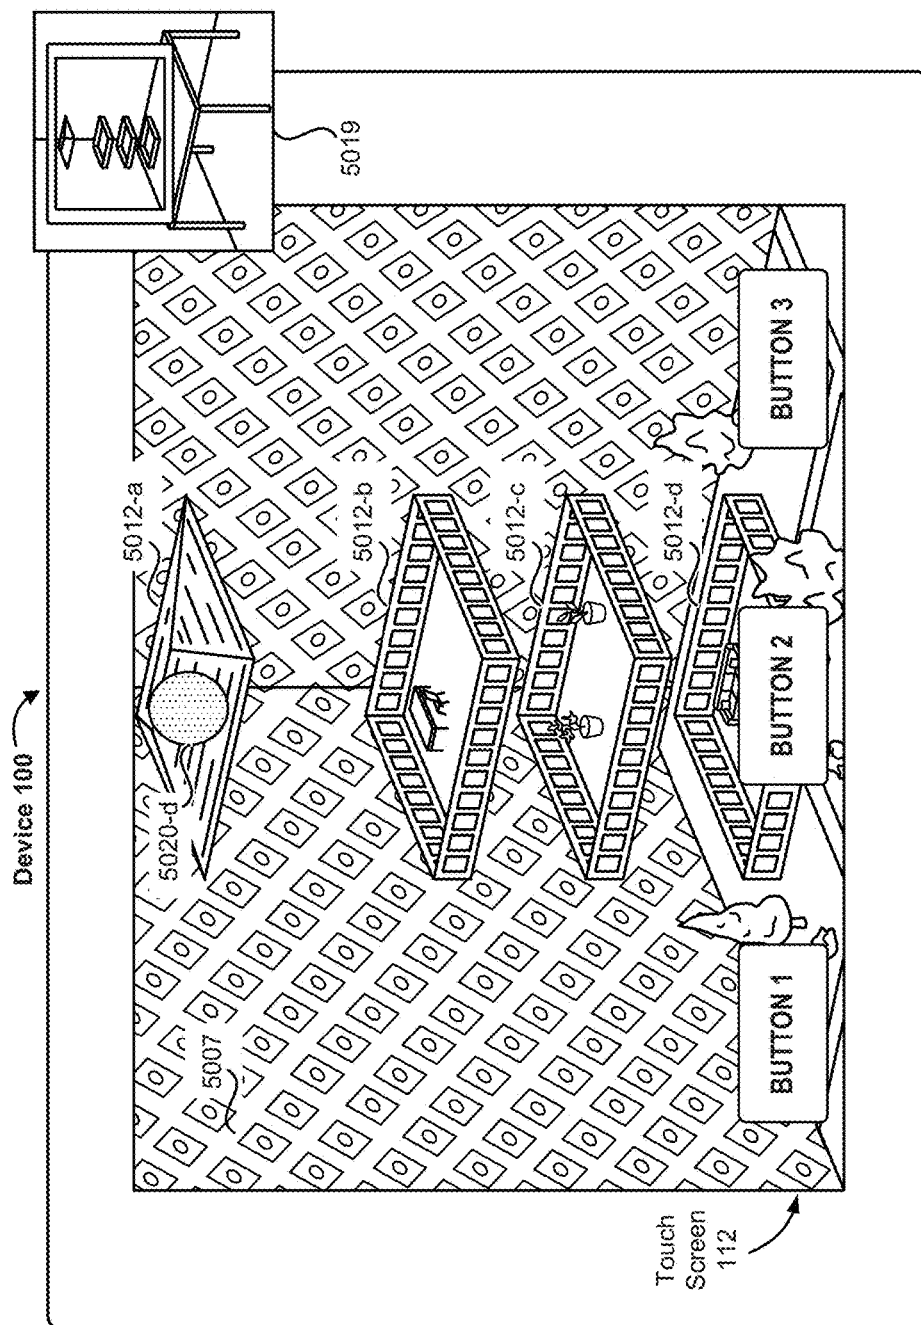 Device 100
5019
5012-a
5020-d
5012-b
5012-c
5012-d
5007
BUTTON 1
BUTTON 2
BUTTON 3
Touch
Screen
112